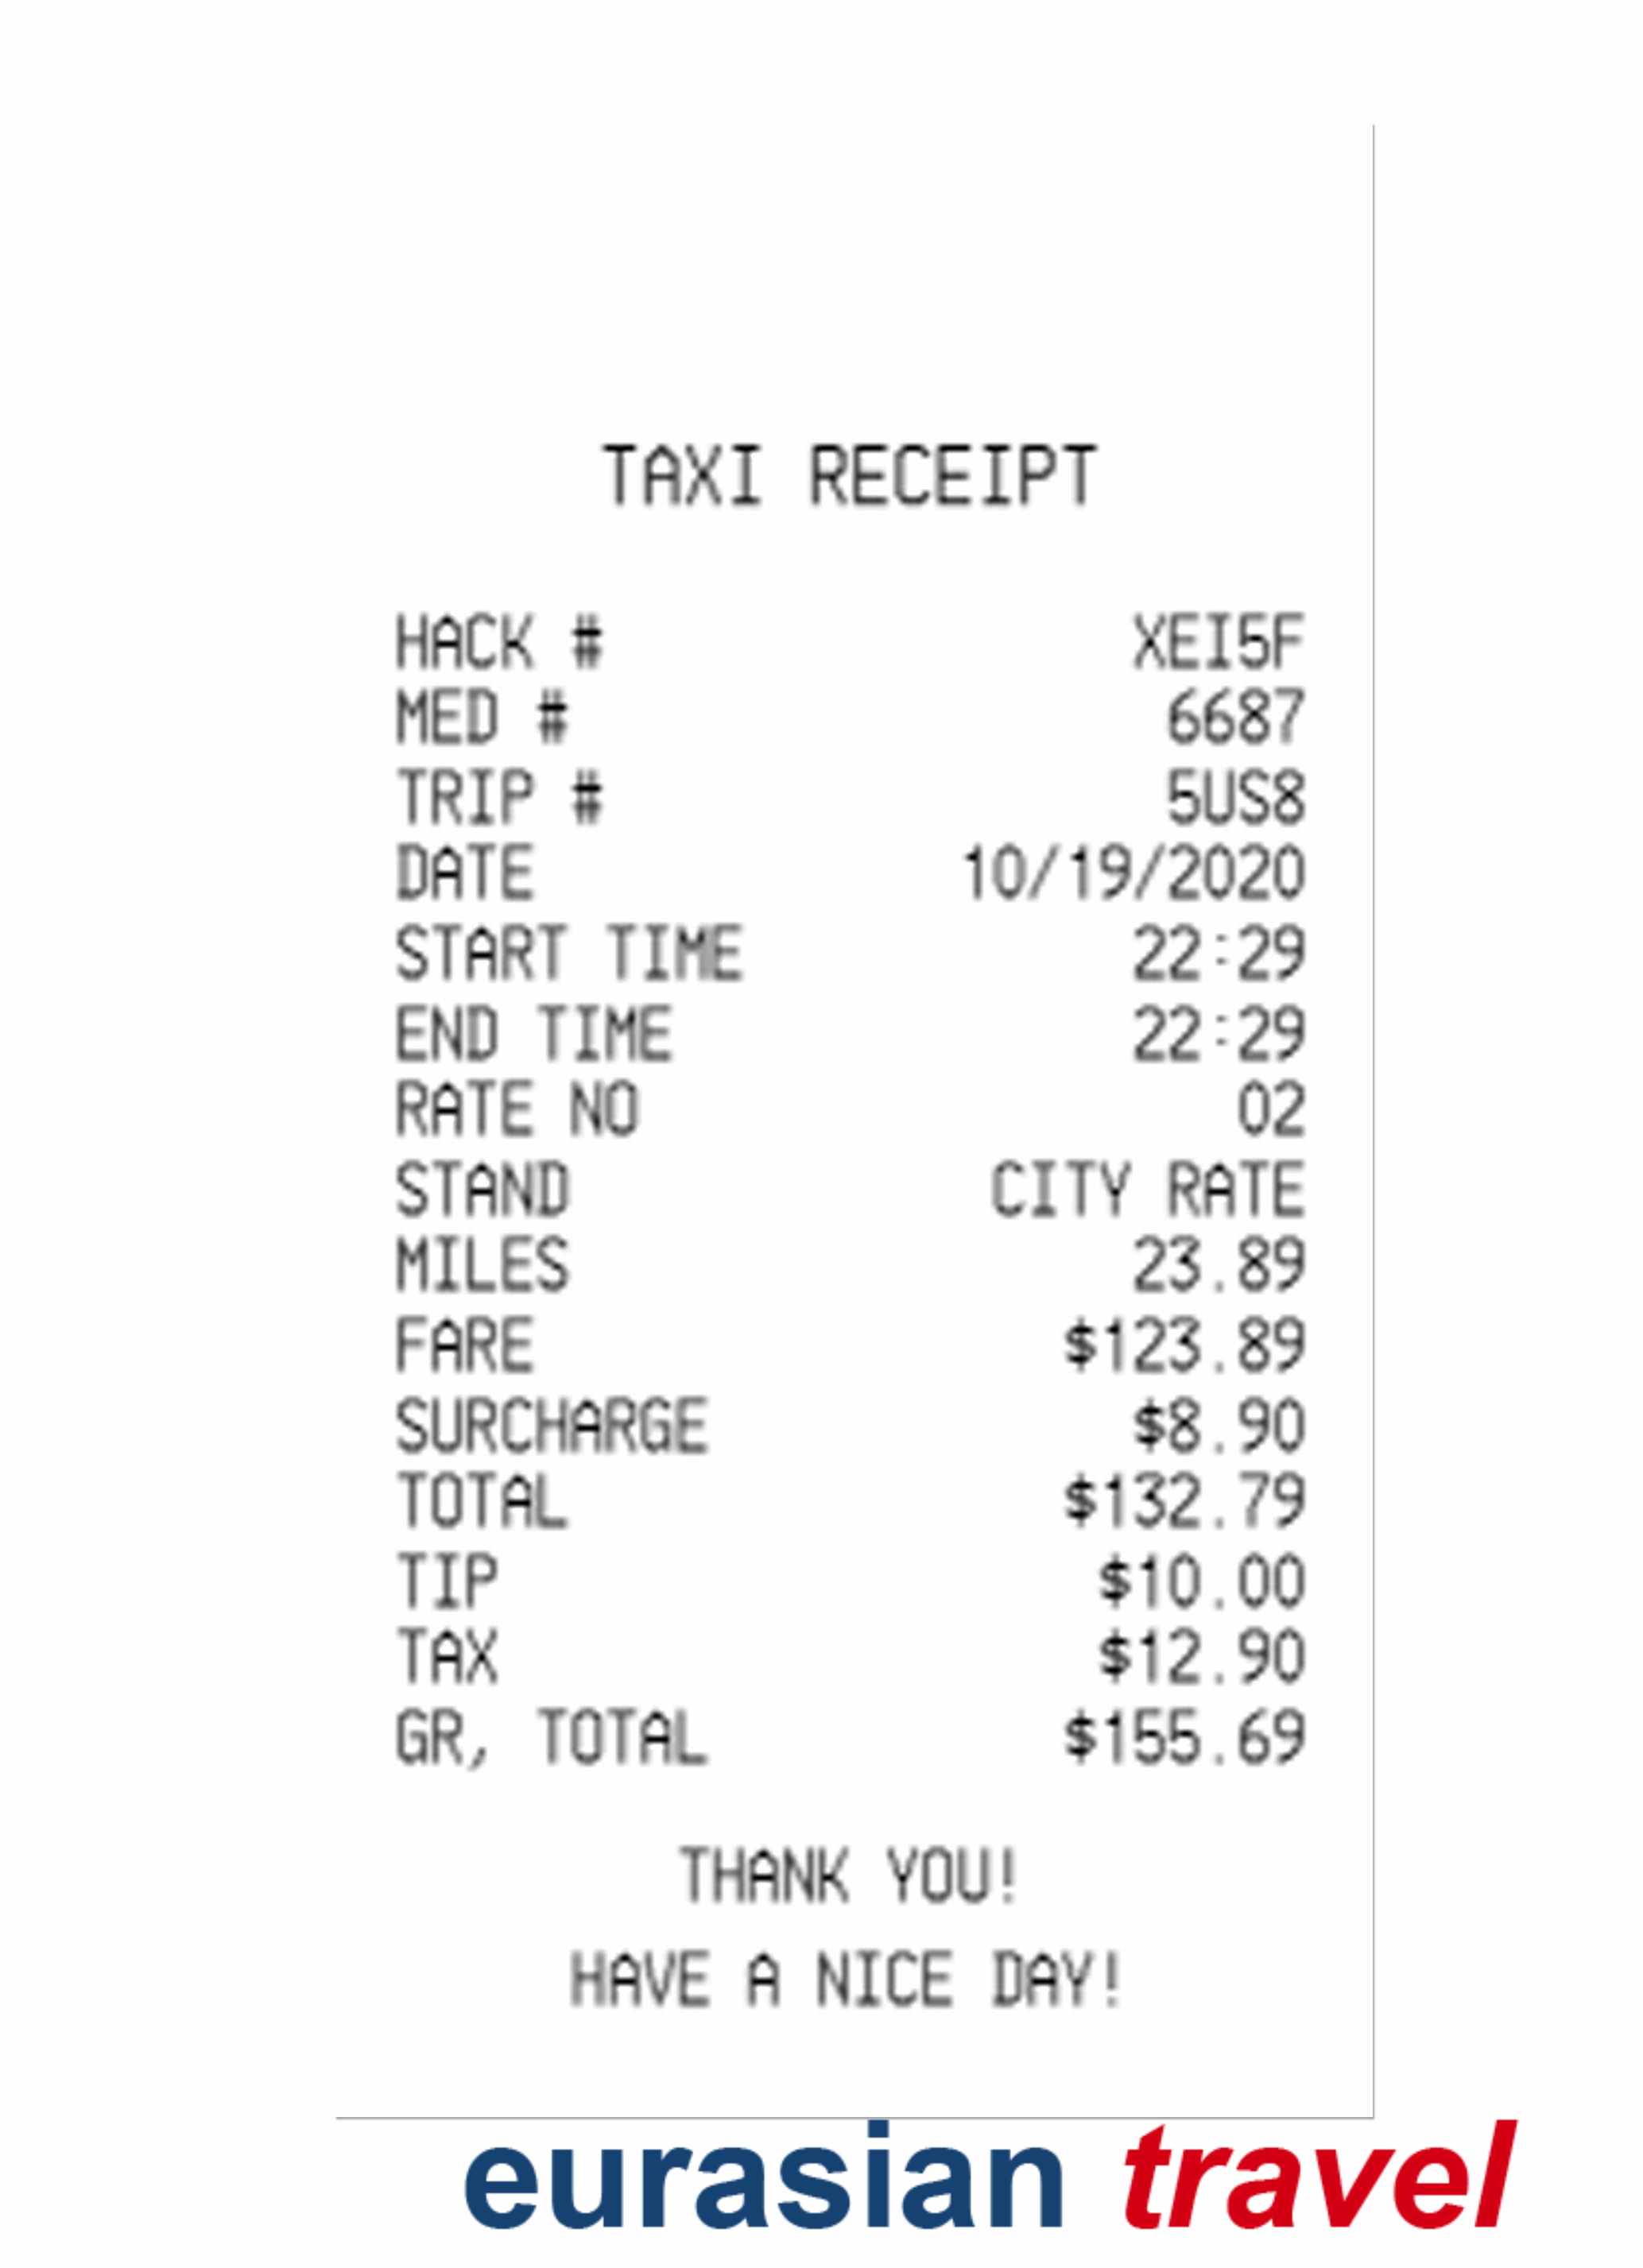 TAXI RECEIPT
HACK # XEI5F
MED # 6687
TRIP # 5US8
DATE 10/19/2020
START TIME 22:29
END TIME 22:29
RATE NO 02
STAND CITY RATE
MILES 23.89
FARE $123.89
SURCHARGE $8.90
TOTAL $132.79
TIP $10.00
TAX $12.90
GR, TOTAL $155.69
THANK YOU!
HAVE A NICE DAY!
eurasian travel